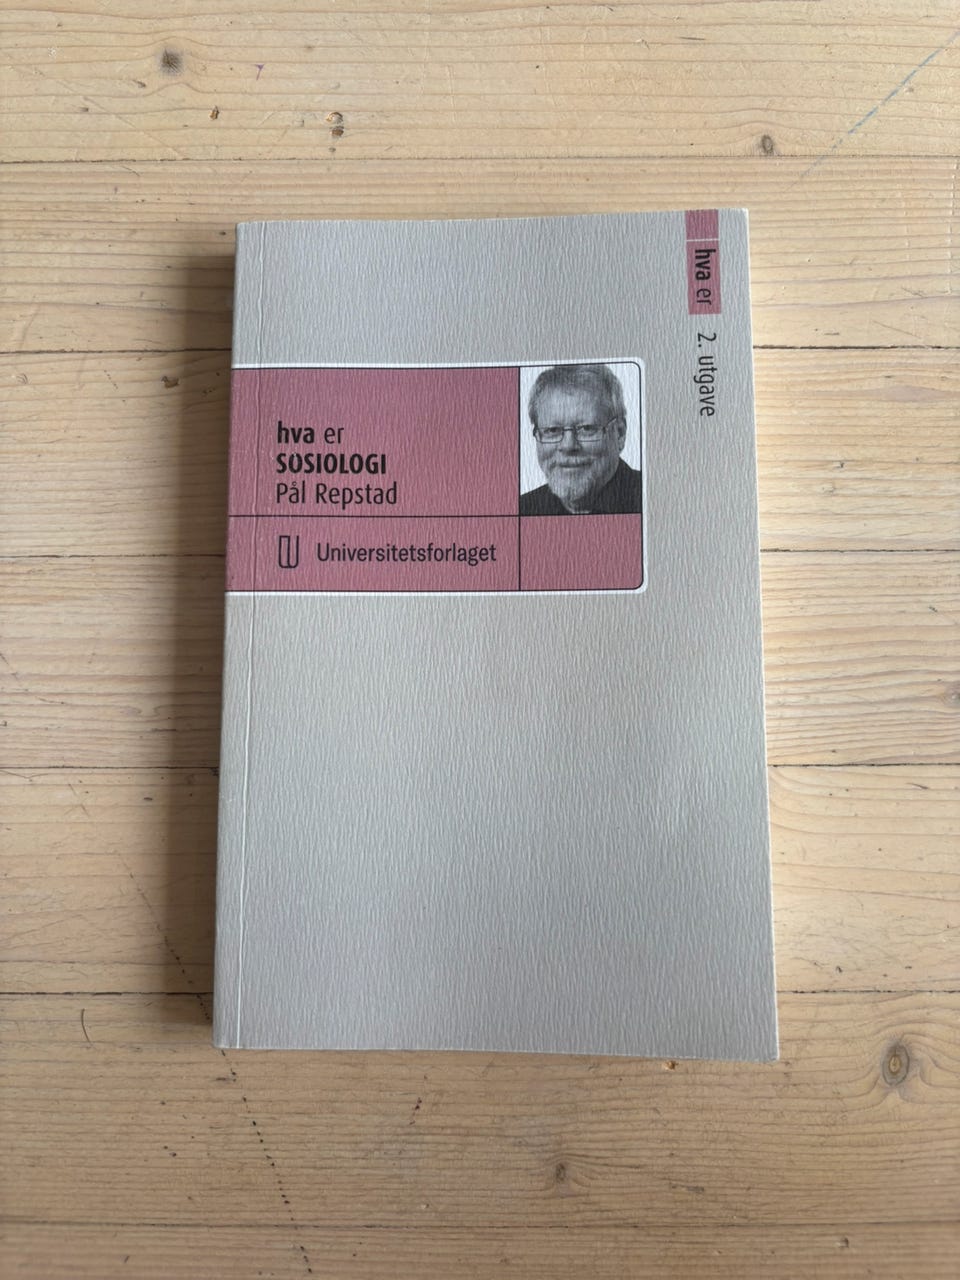 hva er
SOSIOLOGI
Pål Repstad
Universitetsforlaget
hva er 2. utgave